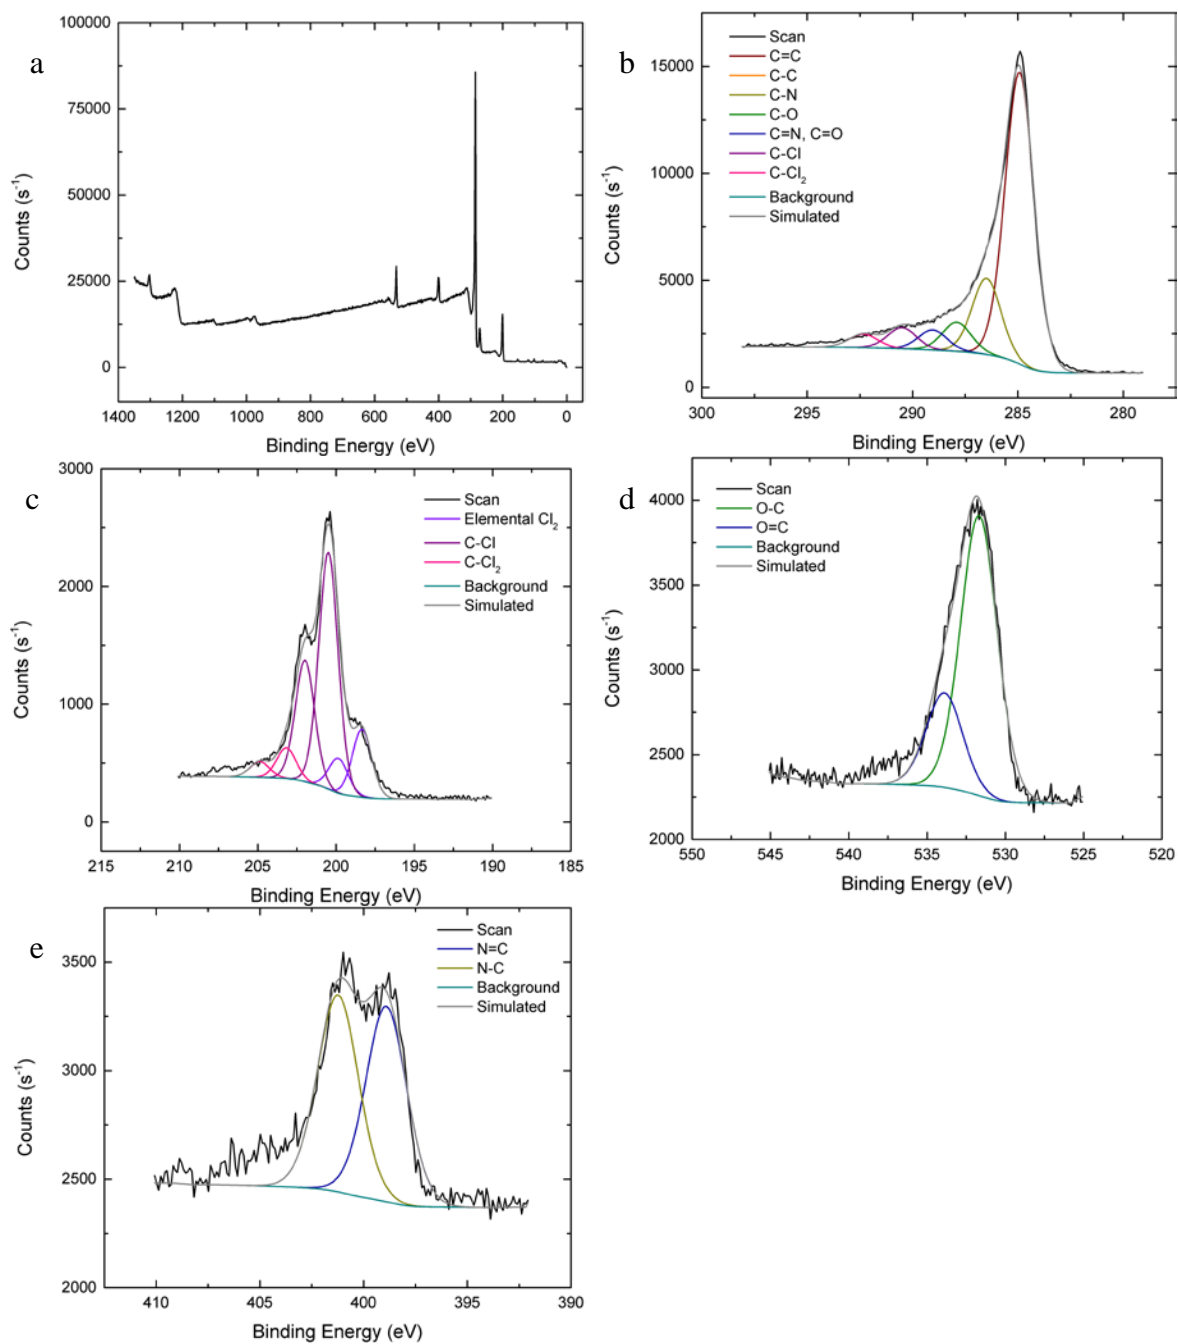 a
100000
75000
50000
25000
0
Counts (s⁻¹)
1400 1200 1000 800 600 400 200 0
Binding Energy (eV)
b
Scan
C=C
C-C
C-N
C-O
C=N, C=O
C-Cl
C-Cl₂
Background
Simulated
15000
10000
5000
0
Counts (s⁻¹)
300 295 290 285 280
Binding Energy (eV)
c
Scan
Elemental Cl₂
C-Cl
C-Cl₂
Background
Simulated
3000
2000
1000
0
Counts (s⁻¹)
215 210 205 200 195 190 185
Binding Energy (eV)
d
Scan
O-C
O=C
Background
Simulated
4000
3500
3000
2500
2000
Counts (s⁻¹)
550 545 540 535 530 525 520
Binding Energy (eV)
e
Scan
N=C
N-C
Background
Simulated
3500
3000
2500
2000
Counts (s⁻¹)
410 405 400 395 390
Binding Energy (eV)